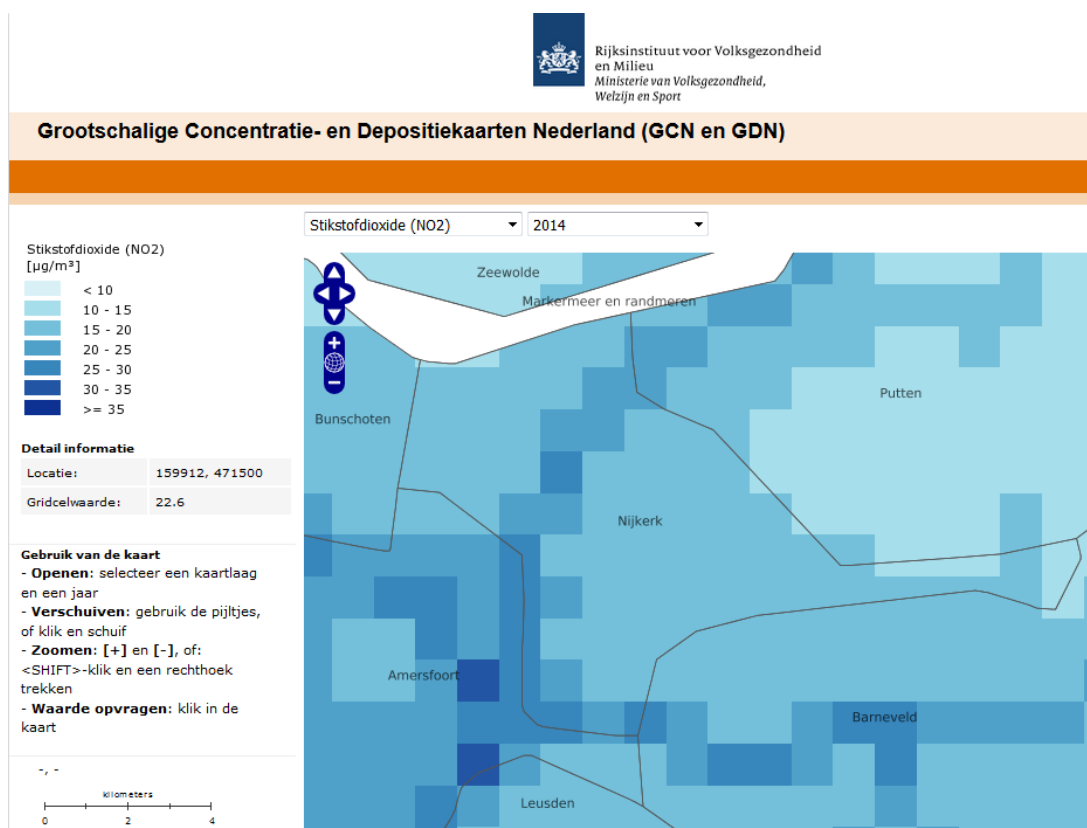 Rijksinstituut voor Volksgezondheid
en Milieu
Ministerie van Volksgezondheid,
Welzijn en Sport
Grootschalige Concentratie- en Depositiekaarten Nederland (GCN en GDN)
Stikstofdioxide (NO2)
2014
Stikstofdioxide (NO2)
[µg/m³]
< 10
10 - 15
15 - 20
20 - 25
25 - 30
30 - 35
>= 35
Detail informatie
Locatie: 159912, 471500
Gridcelwaarde: 22.6
Gebruik van de kaart
- Openen: selecteer een kaartlaag
en een jaar
- Verschuiven: gebruik de pijltjes,
of klik en schuif
- Zoomen: [+] en [-], of:
<SHIFT>-klik en een rechthoek
trekken
- Waarde opvragen: klik in de
kaart
-, -
kilometers
0 2 4
Zeewolde
Markermeer en randmeren
Putten
Bunschoten
Nijkerk
Amersfoort
Barneveld
Leusden